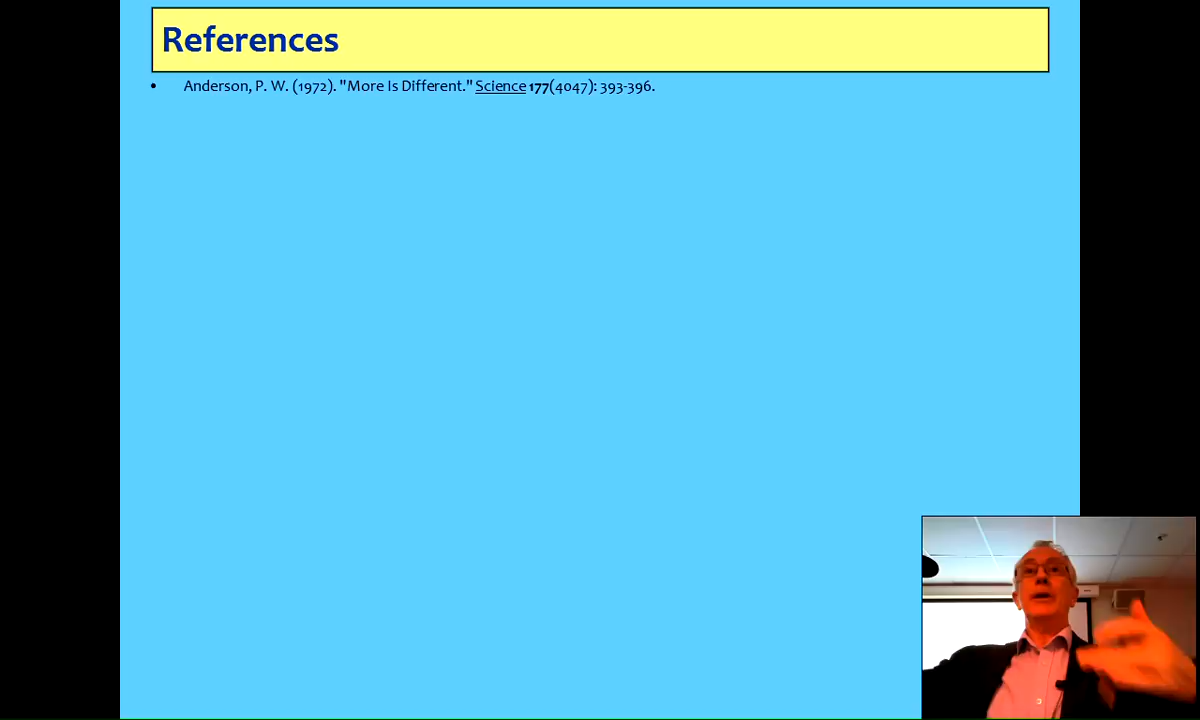 References
• Anderson, P. W. (1972). "More Is Different." Science 177(4047): 393-396.